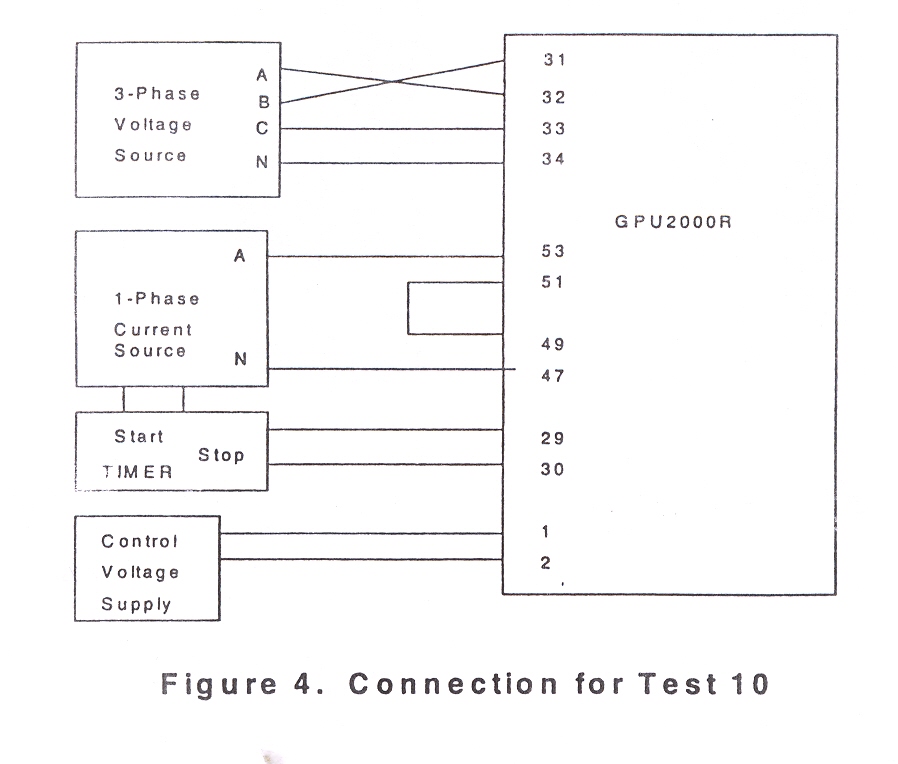 3-Phase
Voltage
Source
A
B
C
N
31
32
33
34
GPU2000R
1-Phase
Current
Source
A
N
53
51
49
47
Start
Stop
TIMER
29
30
Control
Voltage
Supply
1
2
Figure 4. Connection for Test 10